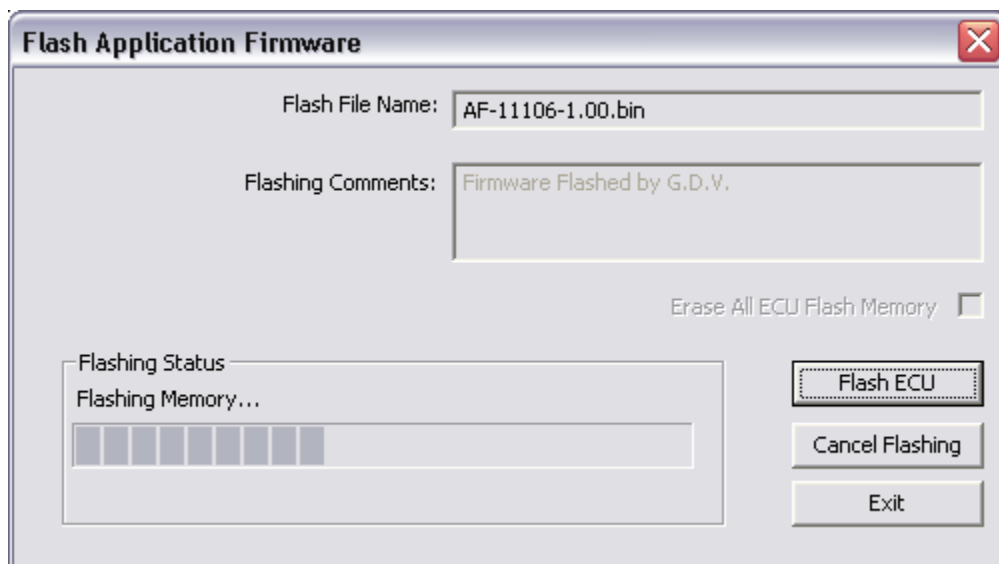 Flash Application Firmware
Flash File Name: AF-11106-1.00.bin
Flashing Comments: Firmware Flashed by G.D.V.
Erase All ECU Flash Memory
Flashing Status
Flashing Memory...
Flash ECU
Cancel Flashing
Exit